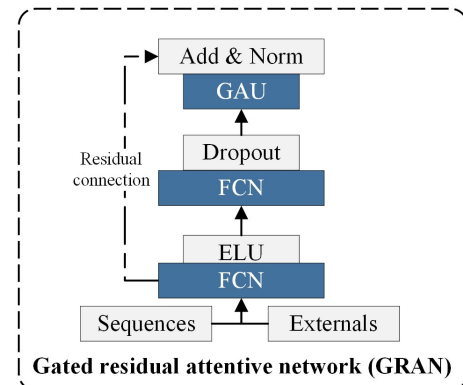 Add & Norm
GAU
Residual
connection
Dropout
FCN
ELU
FCN
Sequences
Externals
Gated residual attentive network (GRAN)